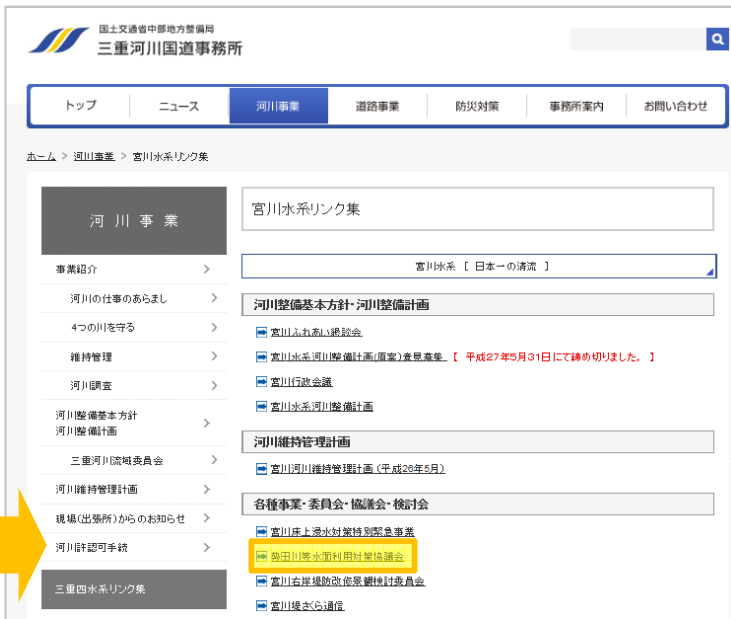 国土交通省中部地方整備局
三重河川国道事務所
トップ
ニュース
河川事業
道路事業
防災対策
事務所案内
お問い合わせ
ホーム > 河川事業 > 宮川水系リンク集
河川事業
事業紹介
河川の仕事のあらまし
4つの川を守る
維持管理
河川調査
河川整備基本方針
河川整備計画
三重河川流域委員会
河川維持管理計画
現場(出張所)からのお知らせ
河川許認可手続
三重四水系リンク集
宮川水系リンク集
宮川水系 [ 日本一の清流 ]
河川整備基本方針・河川整備計画
宮川ふれあい懇談会
宮川水系河川整備計画(原案)意見募集 【 平成27年5月31日にて締め切りました。 】
宮川行政会議
宮川水系河川整備計画
河川維持管理計画
宮川河川維持管理計画(平成26年5月)
各種事業・委員会・協議会・検討会
宮川床上浸水対策特別緊急事業
勢田川等水面利用対策協議会
宮川右岸堤防改修景観検討委員会
宮川堤さくら通信